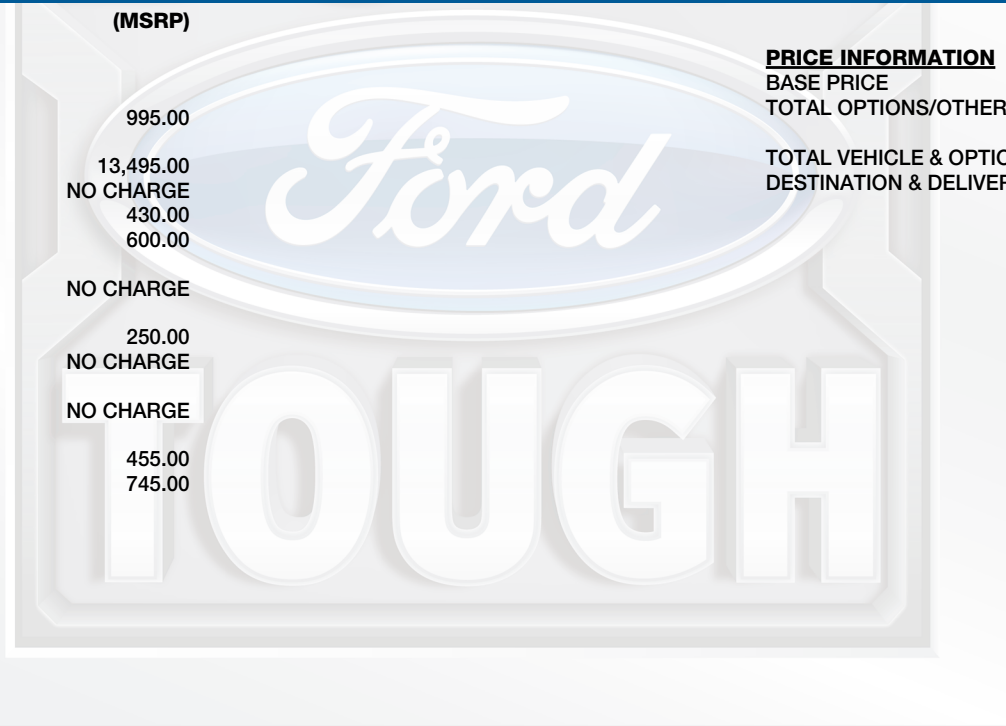 (MSRP)
995.00
13,495.00
NO CHARGE
430.00
600.00
NO CHARGE
250.00
NO CHARGE
NO CHARGE
455.00
745.00
PRICE INFORMATION
BASE PRICE
TOTAL OPTIONS/OTHER
TOTAL VEHICLE & OPTIO
DESTINATION & DELIVER
Ford
TOUGH